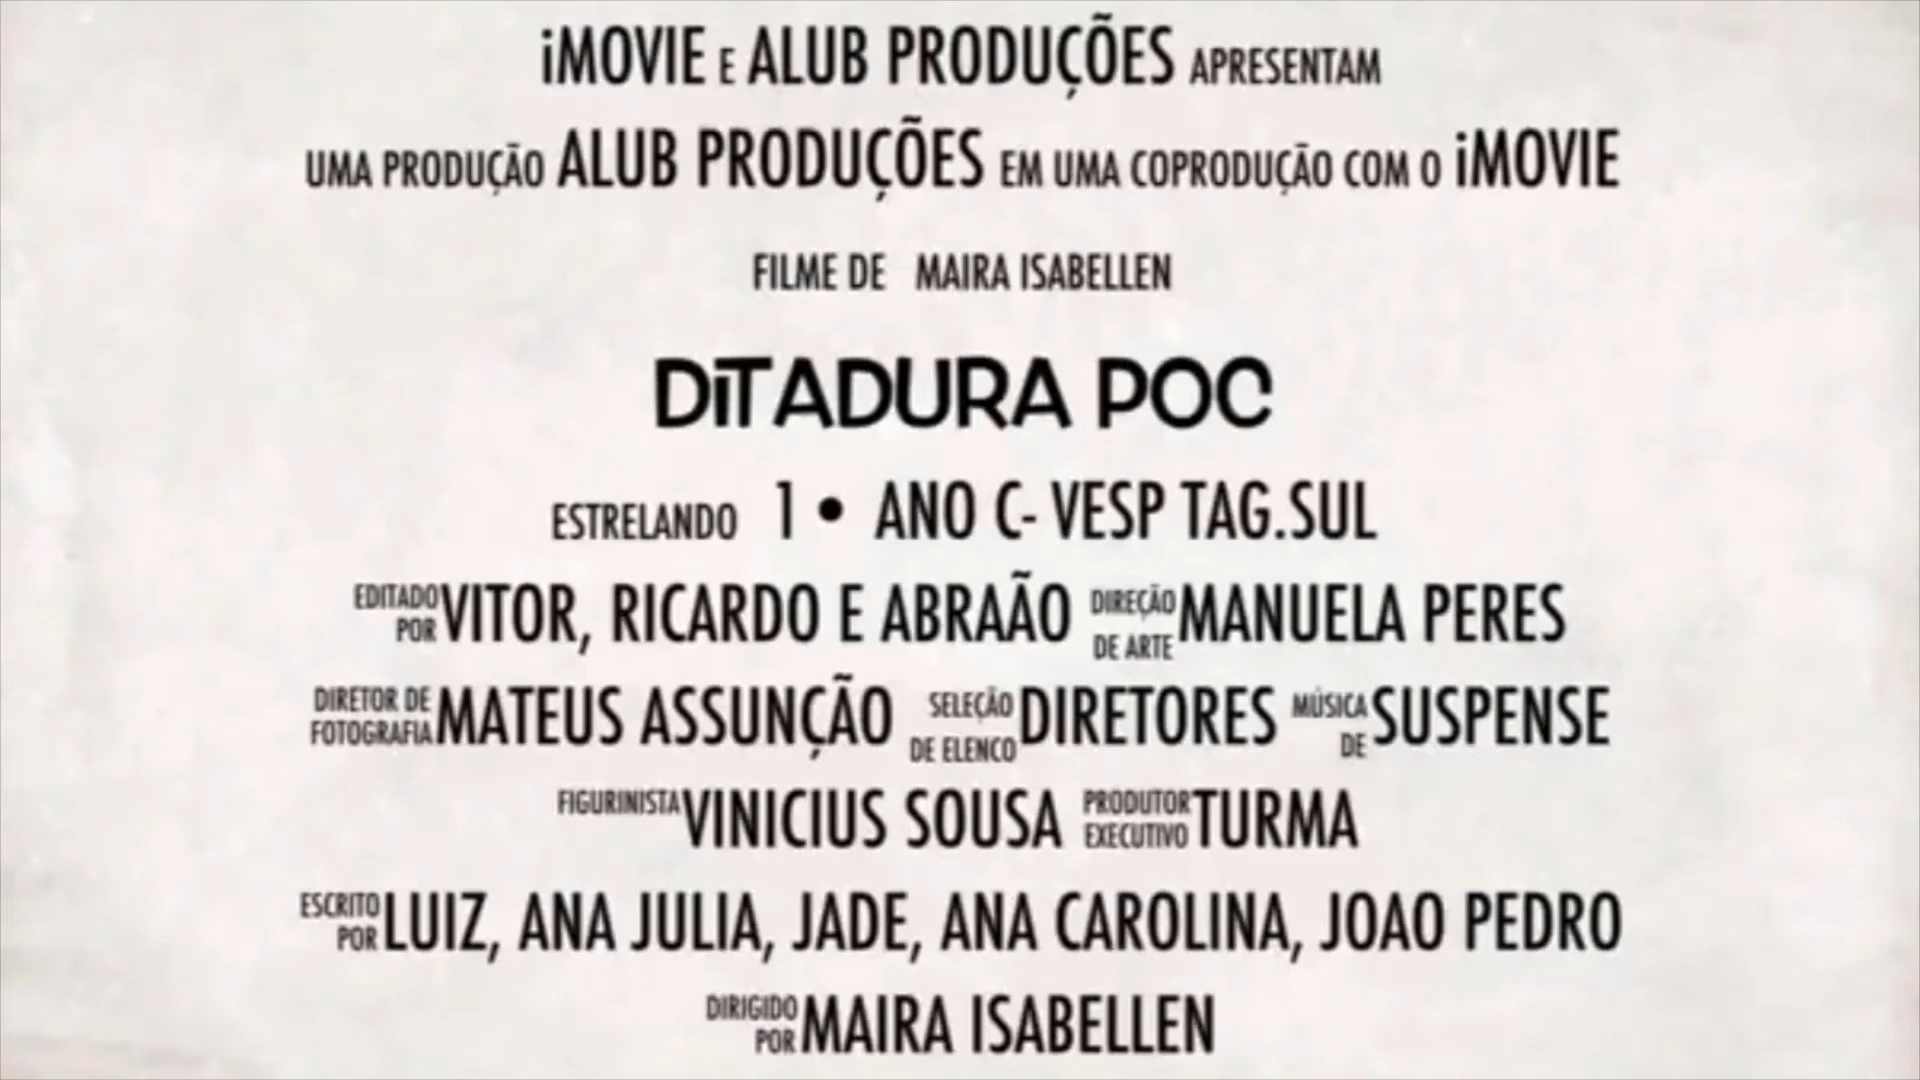 iMOVIE E ALUB PRODUÇÕES APRESENTAM
UMA PRODUÇÃO ALUB PRODUÇÕES EM UMA COPRODUÇÃO COM O iMOVIE
FILME DE MAIRA ISABELLEN
DiTADURA POC
ESTRELANDO 1• ANO C- VESP TAG.SUL
EDITADO POR VITOR, RICARDO E ABRAÃO DIREÇÃO DE ARTE MANUELA PERES
DIRETOR DE FOTOGRAFIA MATEUS ASSUNÇÃO SELEÇÃO DE ELENCO DIRETORES MÚSICA DE SUSPENSE
FIGURINISTA VINICIUS SOUSA PRODUTOR EXECUTIVO TURMA
ESCRITO POR LUIZ, ANA JULIA, JADE, ANA CAROLINA, JOAO PEDRO
DIRIGIDO POR MAIRA ISABELLEN